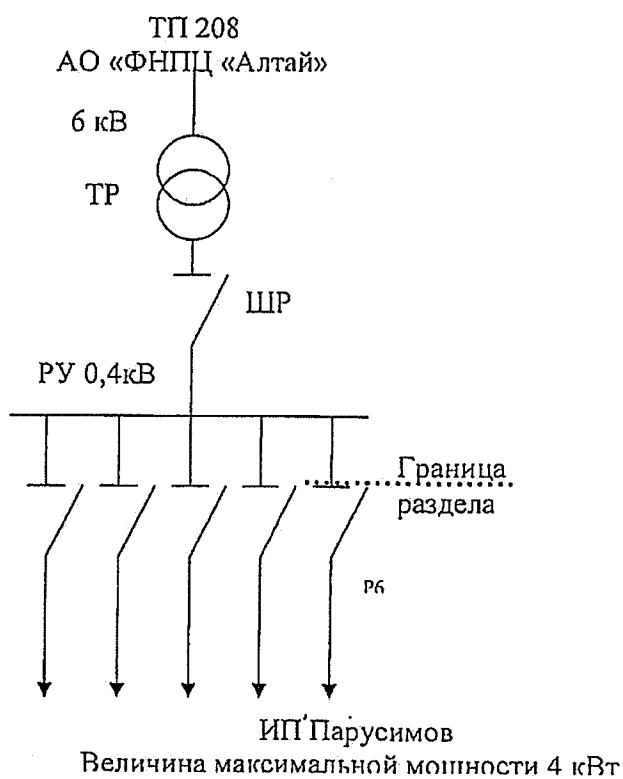 ТП 208
АО «ФНПЦ «Алтай»
6 кВ
ТР
ШР
РУ 0,4кВ
Граница
раздела
Р6
ИП Парусимов
Величина максимальной мощности 4 кВт